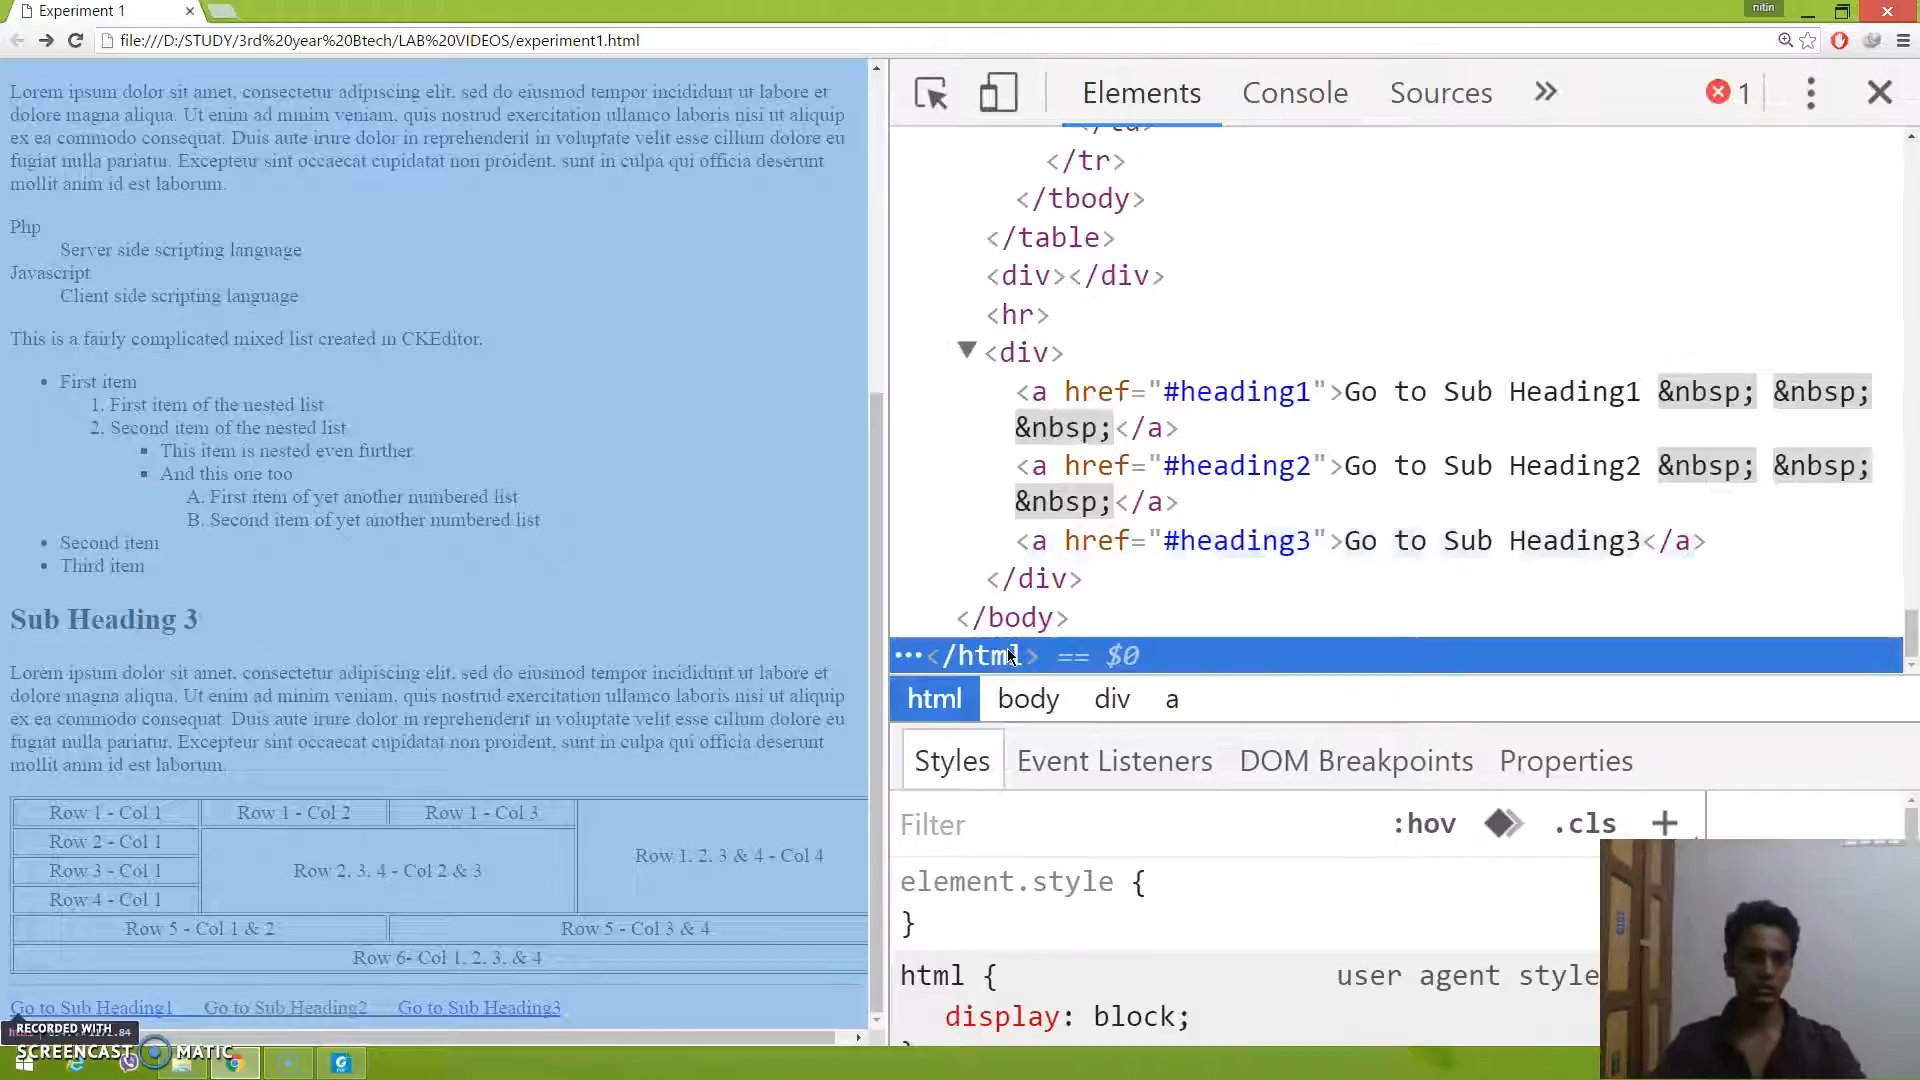 Experiment 1
nitin
file:///D:/STUDY/3rd%20year%20Btech/LAB%20VIDEOS/experiment1.html
Lorem ipsum dolor sit amet, consectetur adipiscing elit, sed do eiusmod tempor incididunt ut labore et
dolore magna aliqua. Ut enim ad minim veniam, quis nostrud exercitation ullamco laboris nisi ut aliquip
ex ea commodo consequat. Duis aute irure dolor in reprehenderit in voluptate velit esse cillum dolore eu
fugiat nulla pariatur. Excepteur sint occaecat cupidatat non proident, sunt in culpa qui officia deserunt
mollit anim id est laborum.
Php
Server side scripting language
Javascript
Client side scripting language
This is a fairly complicated mixed list created in CKEditor.
• First item
1. First item of the nested list
2. Second item of the nested list
▪ This item is nested even further
▪ And this one too
A. First item of yet another numbered list
B. Second item of yet another numbered list
• Second item
• Third item
Sub Heading 3
Lorem ipsum dolor sit amet, consectetur adipiscing elit, sed do eiusmod tempor incididunt ut labore et
dolore magna aliqua. Ut enim ad minim veniam, quis nostrud exercitation ullamco laboris nisi ut aliquip
ex ea commodo consequat. Duis aute irure dolor in reprehenderit in voluptate velit esse cillum dolore eu
fugiat nulla pariatur. Excepteur sint occaecat cupidatat non proident, sunt in culpa qui officia deserunt
mollit anim id est laborum.
Row 1 - Col 1 Row 1 - Col 2 Row 1 - Col 3
Row 2 - Col 1
Row 1, 2, 3 & 4 - Col 4
Row 3 - Col 1 Row 2, 3, 4 - Col 2 & 3
Row 4 - Col 1
Row 5 - Col 1 & 2 Row 5 - Col 3 & 4
Row 6- Col 1, 2, 3, & 4
Go to Sub Heading1 Go to Sub Heading2 Go to Sub Heading3
RECORDED WITH
SCREENCAST MATIC
Elements Console Sources » 1
</tr>
</tbody>
</table>
<div></div>
<hr>
<div>
<a href="#heading1">Go to Sub Heading1 &nbsp; &nbsp;
&nbsp;</a>
<a href="#heading2">Go to Sub Heading2 &nbsp; &nbsp;
&nbsp;</a>
<a href="#heading3">Go to Sub Heading3</a>
</div>
</body>
…</html> == $0
html body div a
Styles Event Listeners DOM Breakpoints Properties
Filter :hov .cls +
element.style {
}
html { user agent style
display: block;